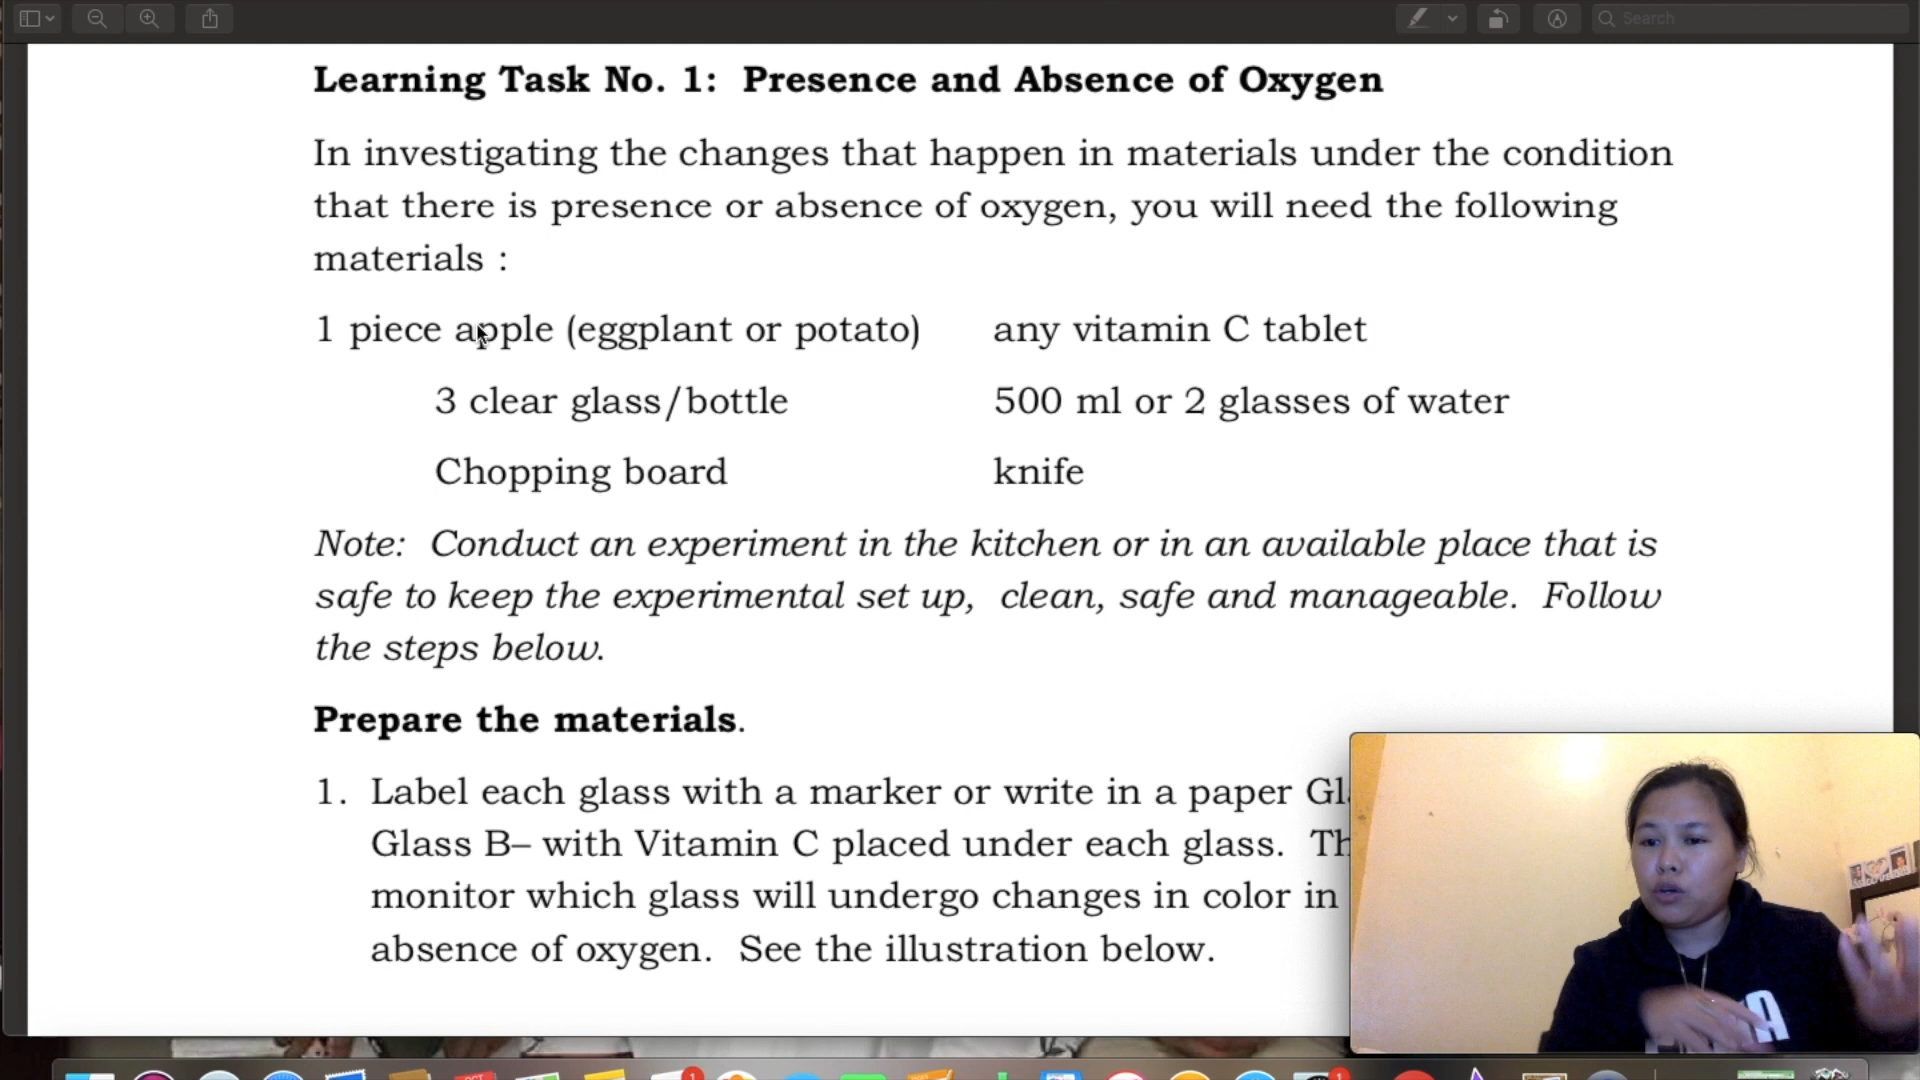 Search
Learning Task No. 1: Presence and Absence of Oxygen
In investigating the changes that happen in materials under the condition
that there is presence or absence of oxygen, you will need the following
materials :
1 piece apple (eggplant or potato) any vitamin C tablet
3 clear glass/bottle 500 ml or 2 glasses of water
Chopping board knife
Note: Conduct an experiment in the kitchen or in an available place that is
safe to keep the experimental set up, clean, safe and manageable. Follow
the steps below.
Prepare the materials.
1. Label each glass with a marker or write in a paper
Glass B– with Vitamin C placed under each glass.
monitor which glass will undergo changes in color in
absence of oxygen. See the illustration below.